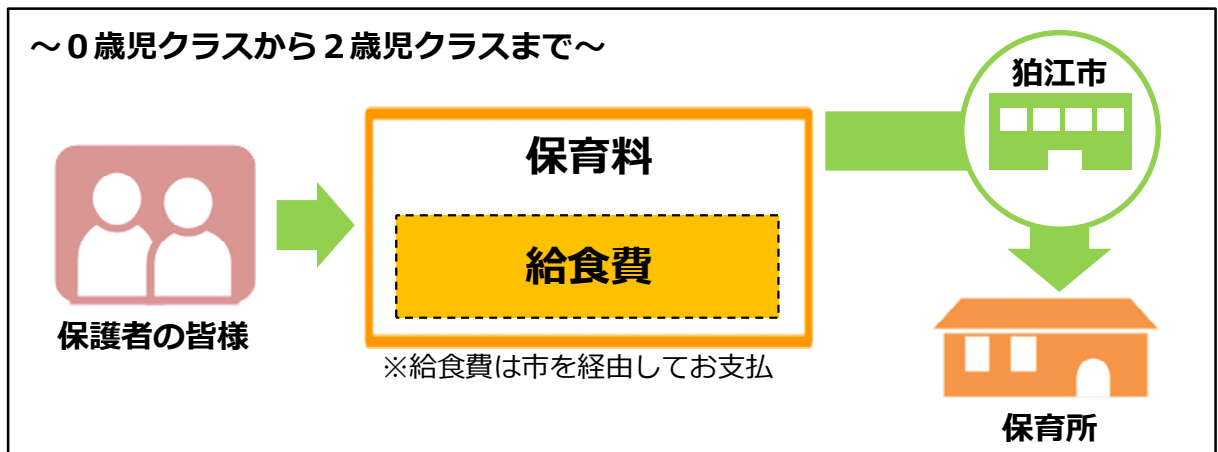 ～０歳児クラスから２歳児クラスまで～
狛江市
保育料
給食費
保護者の皆様
※給食費は市を経由してお支払
保育所